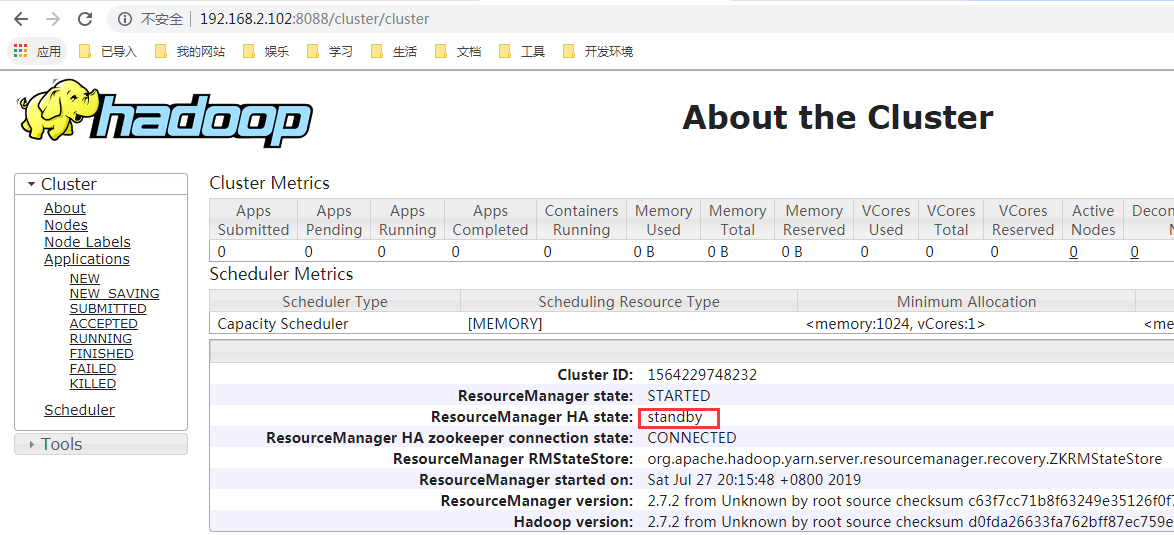 不安全 | 192.168.2.102:8088/cluster/cluster
应用 已导入 我的网站 娱乐 学习 生活 文档 工具 开发环境
hadoop
About the Cluster
Cluster
About
Nodes
Node Labels
Applications
NEW
NEW_SAVING
SUBMITTED
ACCEPTED
RUNNING
FINISHED
FAILED
KILLED
Scheduler
Tools
Cluster Metrics
Apps Apps Apps Apps Containers Memory Memory Memory VCores VCores VCores Active Decom
Submitted Pending Running Completed Running Used Total Reserved Used Total Reserved Nodes N
0 0 0 0 0 0 B 0 B 0 B 0 0 0 0 0
Scheduler Metrics
Scheduler Type Scheduling Resource Type Minimum Allocation
Capacity Scheduler [MEMORY] <memory:1024, vCores:1> <me
Cluster ID: 1564229748232
ResourceManager state: STARTED
ResourceManager HA state: standby
ResourceManager HA zookeeper connection state: CONNECTED
ResourceManager RMStateStore: org.apache.hadoop.yarn.server.resourcemanager.recovery.ZKRMStateStore
ResourceManager started on: Sat Jul 27 20:15:48 +0800 2019
ResourceManager version: 2.7.2 from Unknown by root source checksum c63f7cc71b8f63249e35126f0f7
Hadoop version: 2.7.2 from Unknown by root source checksum d0fda26633fa762bff87ec759e